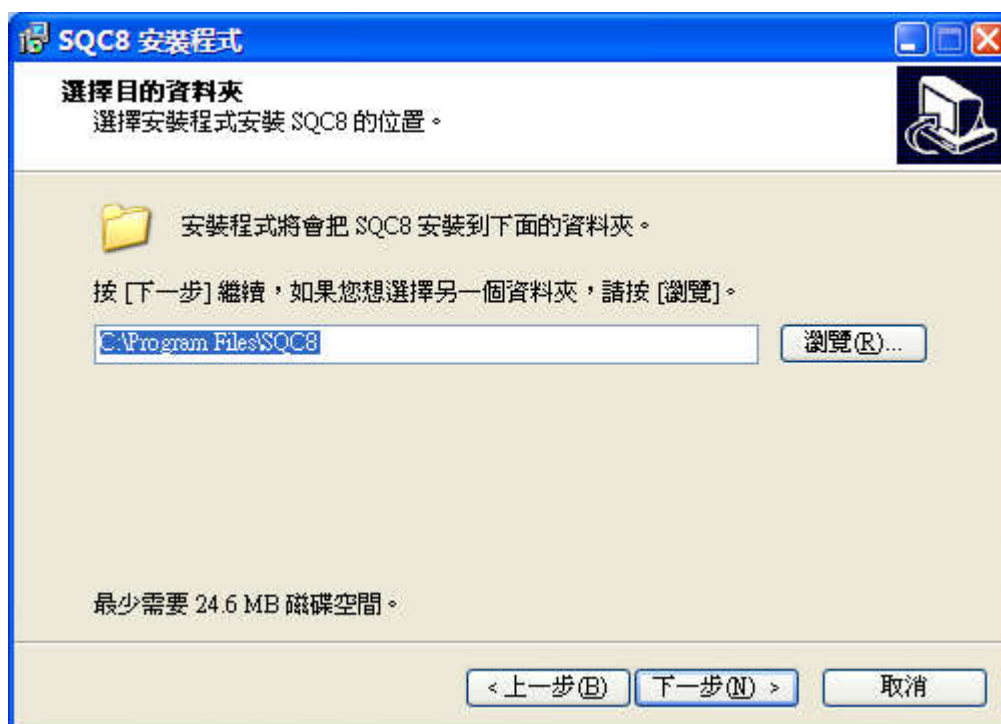 SQC8 安裝程式
選擇目的資料夾
選擇安裝程式安裝 SQC8 的位置。
安裝程式將會把 SQC8 安裝到下面的資料夾。
按 [下一步] 繼續，如果您想選擇另一個資料夾，請按 [瀏覽]。
C:\Program Files\SQC8
瀏覽(R)...
最少需要 24.6 MB 磁碟空間。
< 上一步(B) 下一步(N) > 取消